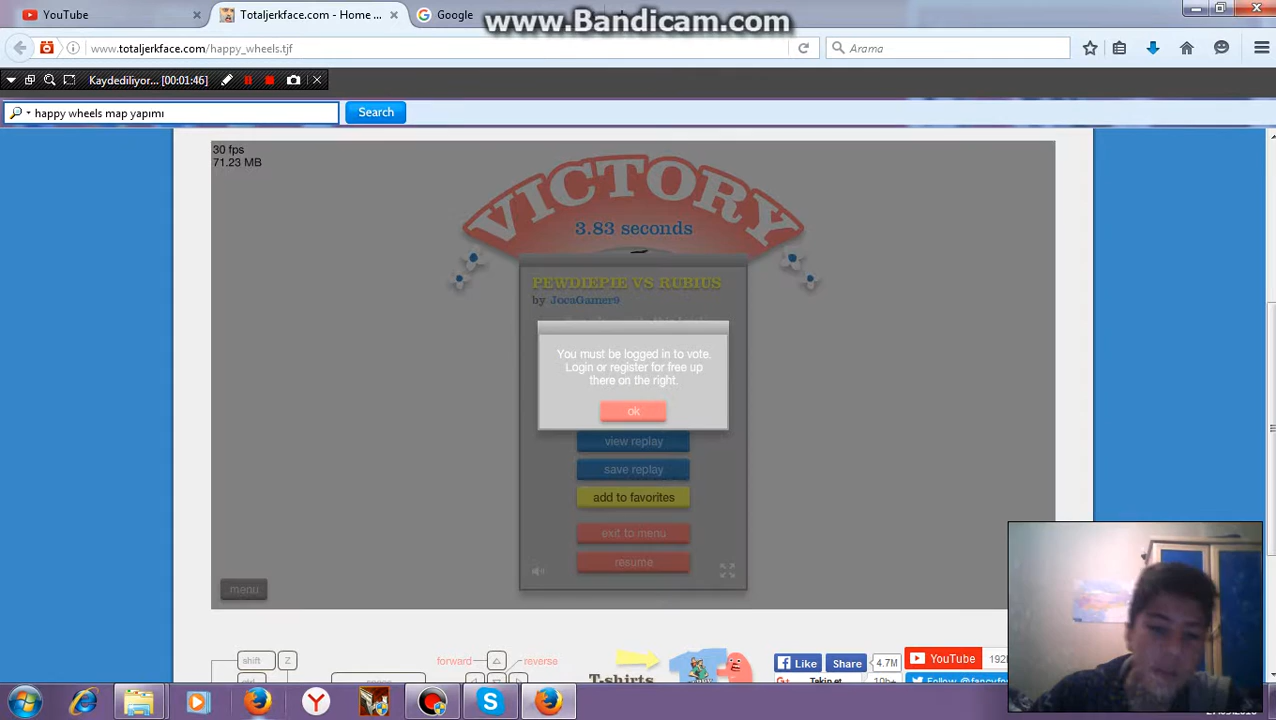 YouTube
Totaljerkface.com - Home ...
Google
www.Bandicam.com
www.totaljerkface.com/happy_wheels.tjf
Arama
Kaydediliyor... [00:01:46]
happy wheels map yapımı
Search
30 fps
71.23 MB
VICTORY
3.83 seconds
PEWDIEPIE VS RUBIUS
by JocaGamer9
You must be logged in to vote.
Login or register for free up
there on the right.
ok
view replay
save replay
add to favorites
exit to menu
resume
menu
shift
Z
forward
reverse
T-shirts
Like
Share
4.7M
YouTube